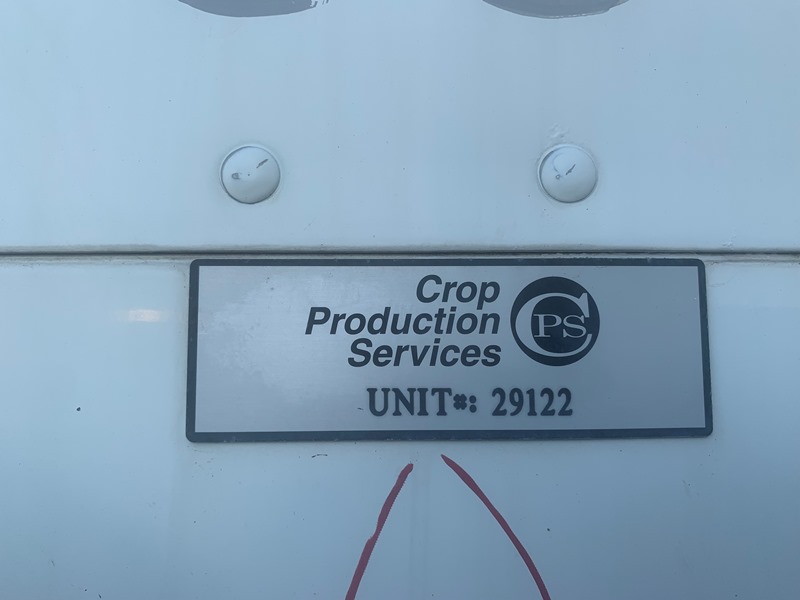 Crop
Production
Services
CPS
UNIT#: 29122